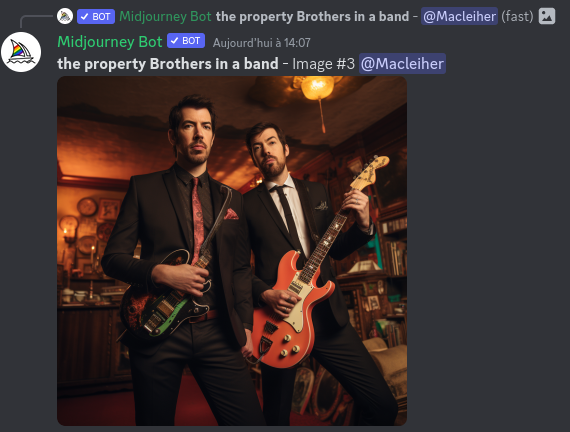 BOT Midjourney Bot the property Brothers in a band - @Macleiher (fast)
Midjourney Bot BOT Aujourd'hui à 14:07
the property Brothers in a band - Image #3 @Macleiher